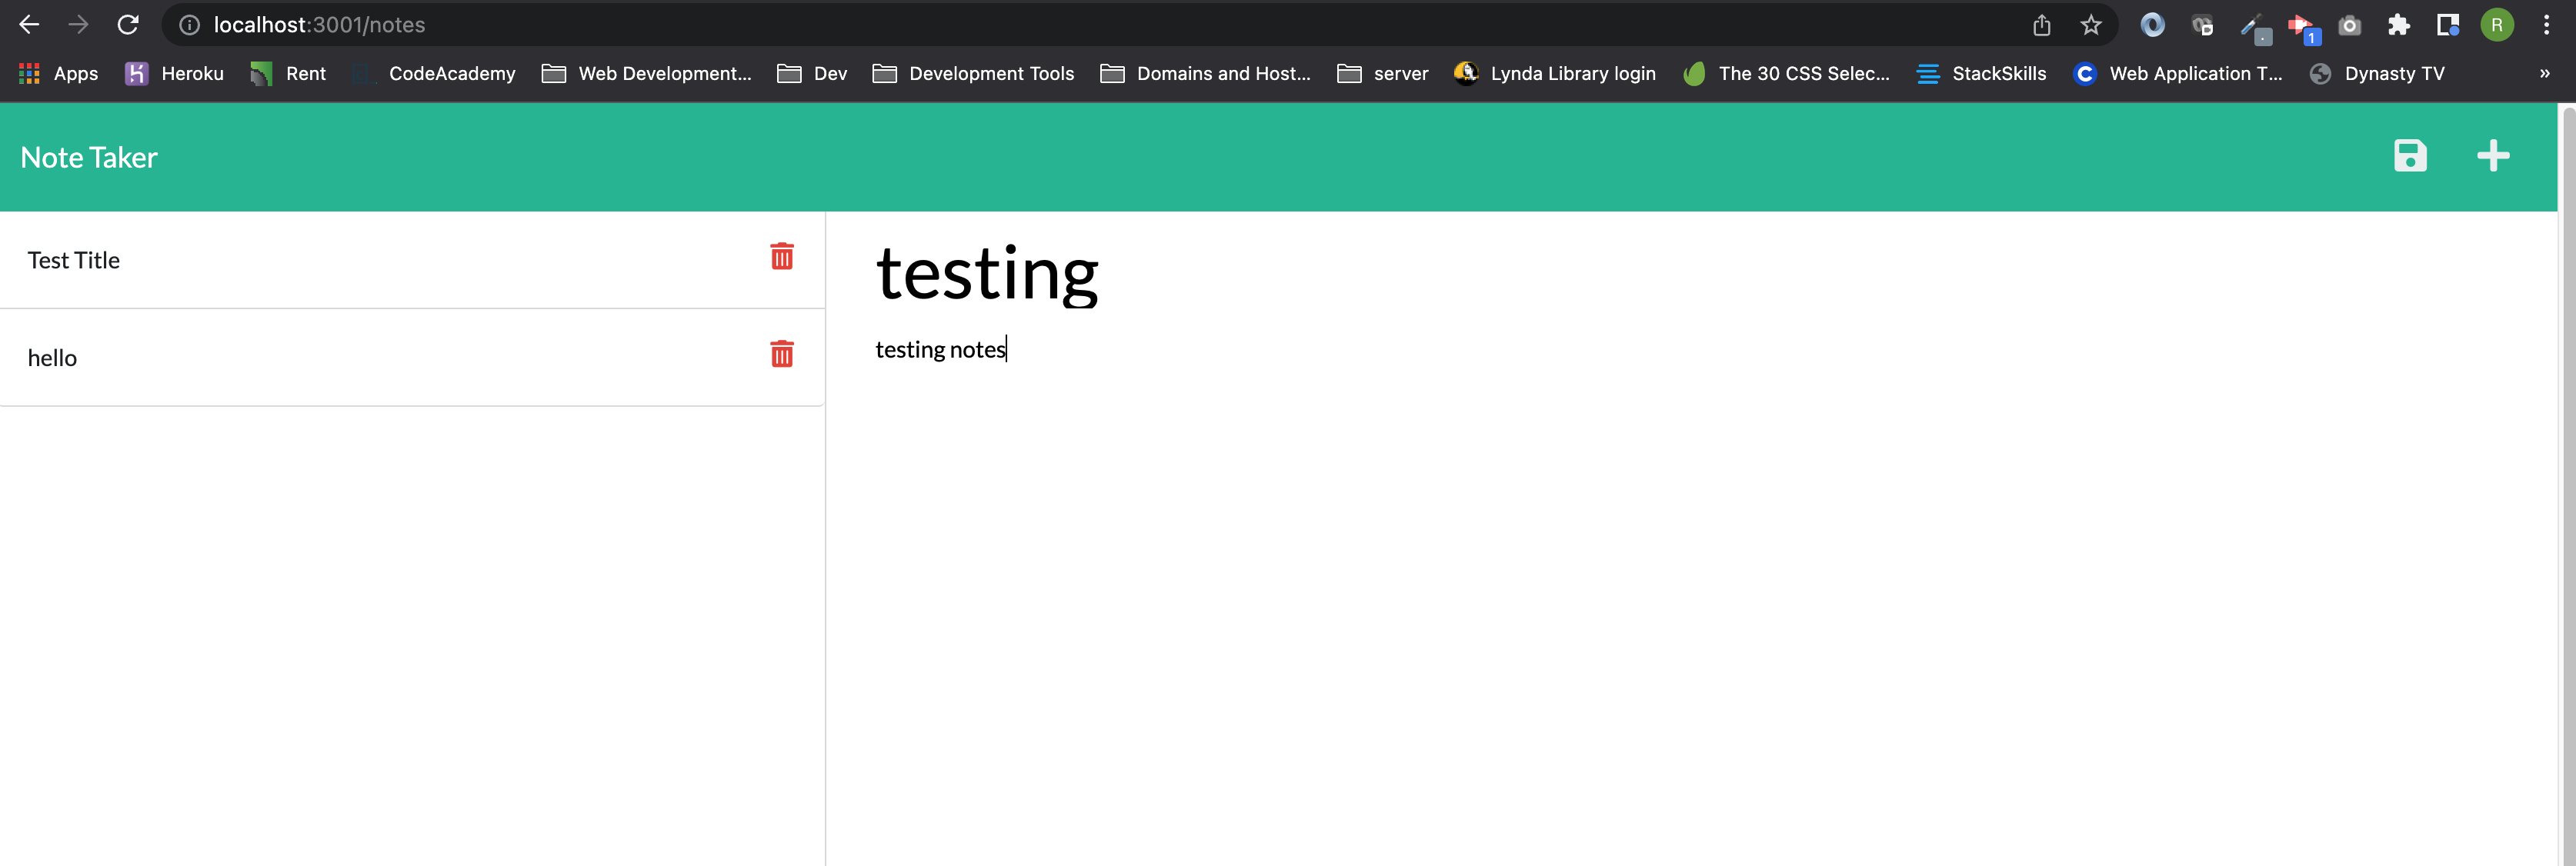 localhost:3001/notes
1
R
Apps Heroku Rent CodeAcademy Web Development... Dev Development Tools Domains and Host... server Lynda Library login The 30 CSS Selec... StackSkills Web Application T... Dynasty TV »
Note Taker
Test Title
hello
testing
testing notes